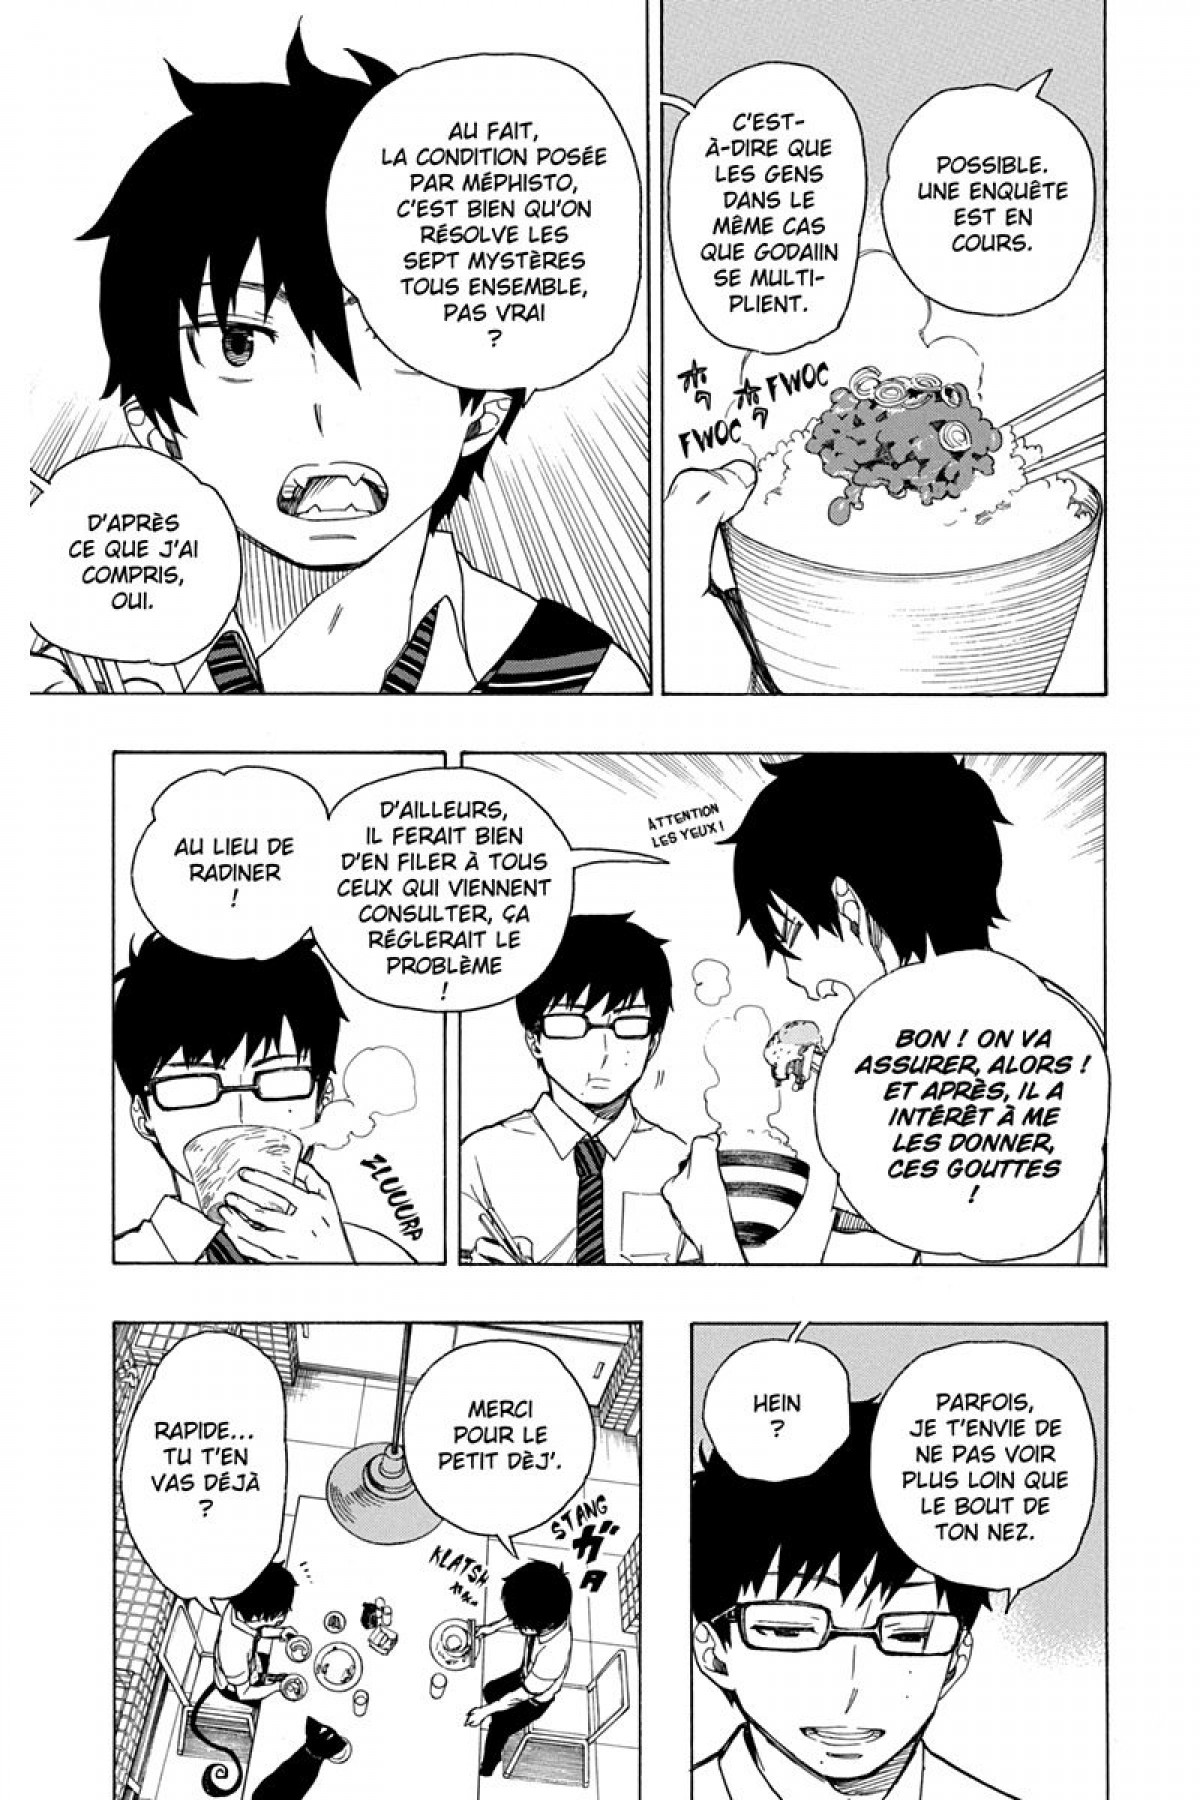 POSSIBLE.
UNE ENQUÊTE
EST EN
COURS.
C'EST-
À-DIRE QUE
LES GENS
DANS LE
MÊME CAS
QUE GODAIIN
SE MULTI-
PLIENT.
FWOC
FWOC
AU FAIT,
LA CONDITION POSÉE
PAR MÉPHISTO,
C'EST BIEN QU'ON
RÉSOLVE LES
SEPT MYSTÈRES
TOUS ENSEMBLE,
PAS VRAI
?
D'APRÈS
CE QUE J'AI
COMPRIS,
OUI.
BON ! ON VA
ASSURER, ALORS !
ET APRÈS, IL A
INTÉRÊT À ME
LES DONNER,
CES GOUTTES
!
ATTENTION
LES YEUX !
D'AILLEURS,
IL FERAIT BIEN
D'EN FILER À TOUS
CEUX QUI VIENNENT
CONSULTER, ÇA
RÉGLERAIT LE
PROBLÈME
!
AU LIEU DE
RADINER
!
ZLUUURP
PARFOIS,
JE T'ENVIE DE
NE PAS VOIR
PLUS LOIN QUE
LE BOUT DE
TON NEZ.
HEIN
?
MERCI
POUR LE
PETIT DÈJ'.
STANG
ガタ
KLATSH
RAPIDE...
TU T'EN
VAS DÉJÀ
?